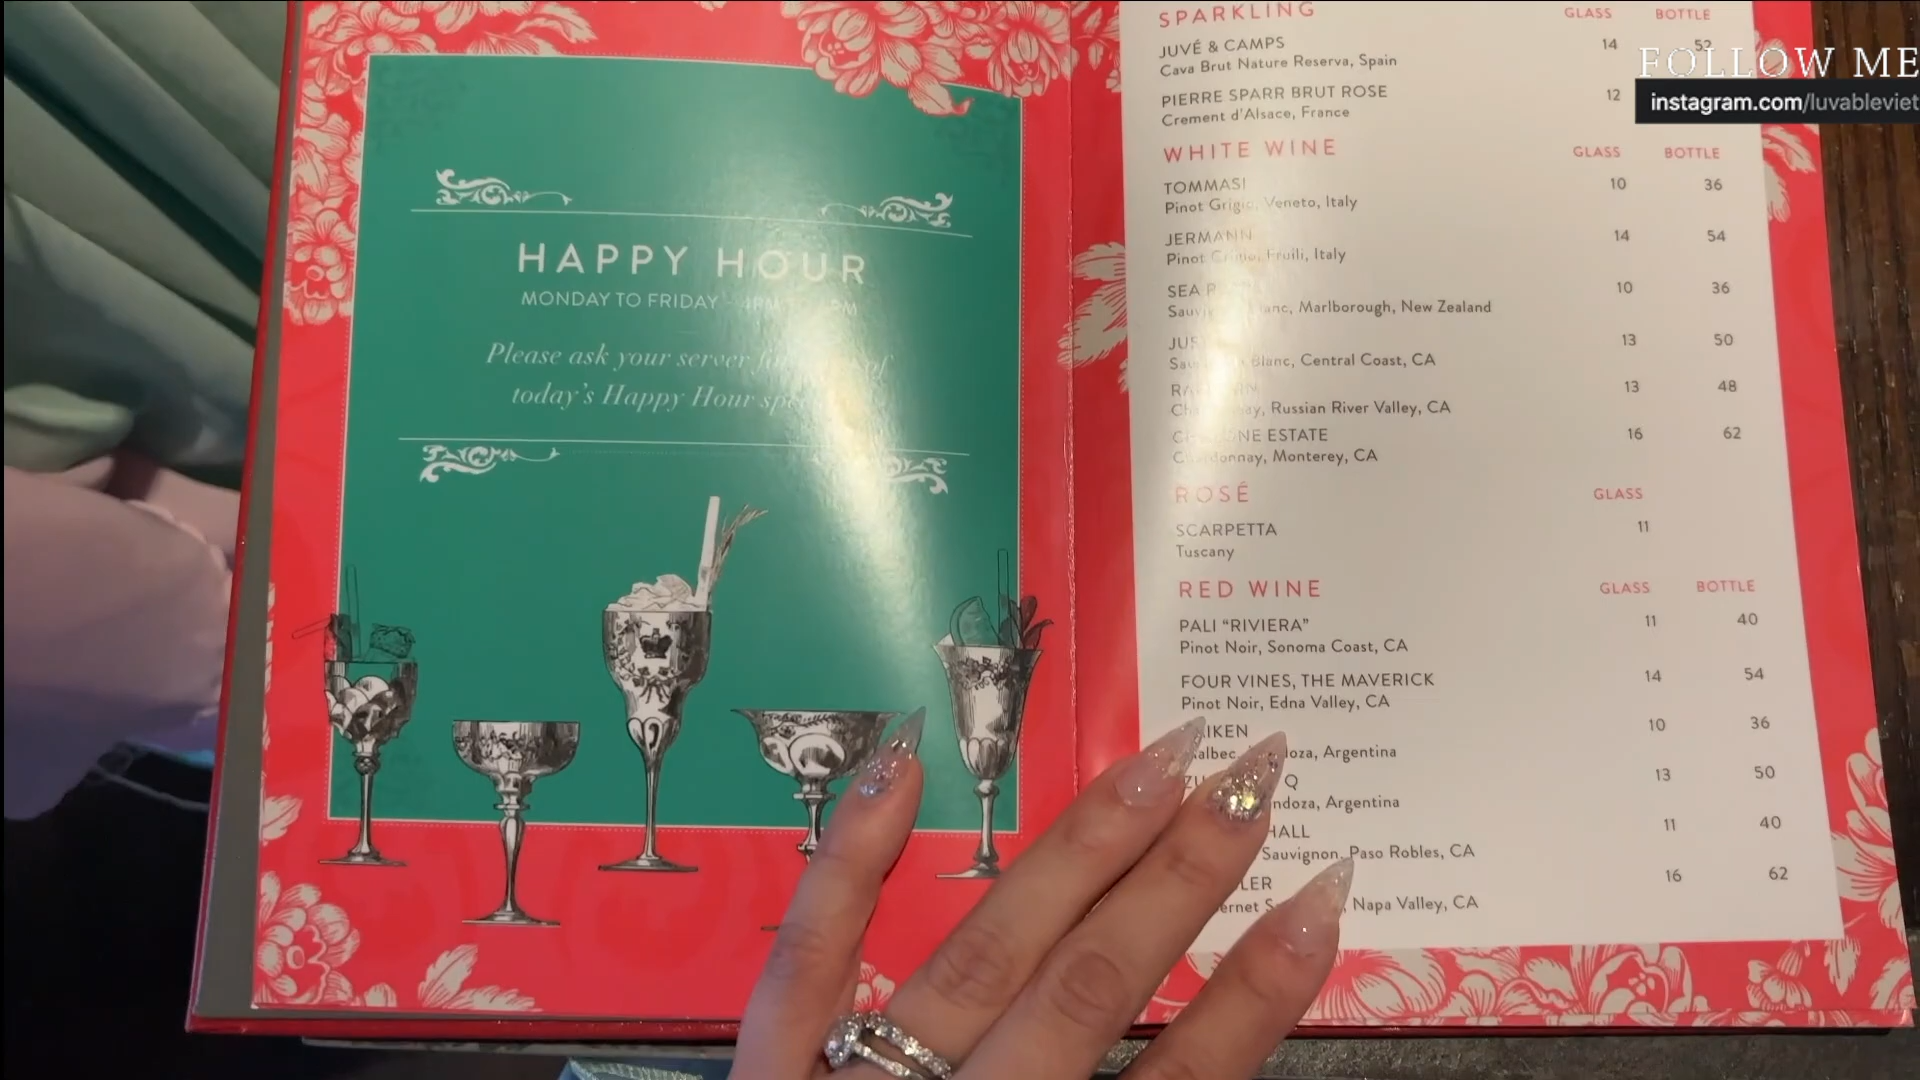 HAPPY HOUR
MONDAY TO FRIDAY
Please ask your server of
today's Happy Hour
SPARKLING GLASS BOTTLE
JUVÉ & CAMPS 14 52
Cava Brut Nature Reserva, Spain
PIERRE SPARR BRUT ROSE 12
Crement d'Alsace, France
WHITE WINE GLASS BOTTLE
TOMMASI 10 36
Pinot Grigio, Veneto, Italy
JERMANN 14 54
Pinot Fruili, Italy
SEA 10 36
Marlborough, New Zealand
13 50
Blanc, Central Coast, CA
13 48
Russian River Valley, CA
ESTATE 16 62
Chardonnay, Monterey, CA
ROSÉ GLASS
SCARPETTA 11
Tuscany
RED WINE GLASS BOTTLE
PALI "RIVIERA" 11 40
Pinot Noir, Sonoma Coast, CA
FOUR VINES, THE MAVERICK 14 54
Pinot Noir, Edna Valley, CA
10 36
Argentina
Q 13 50
Argentina
11 40
Sauvignon, Paso Robles, CA
16 62
Napa Valley, CA
FOLLOW ME
instagram.com/luvableviet